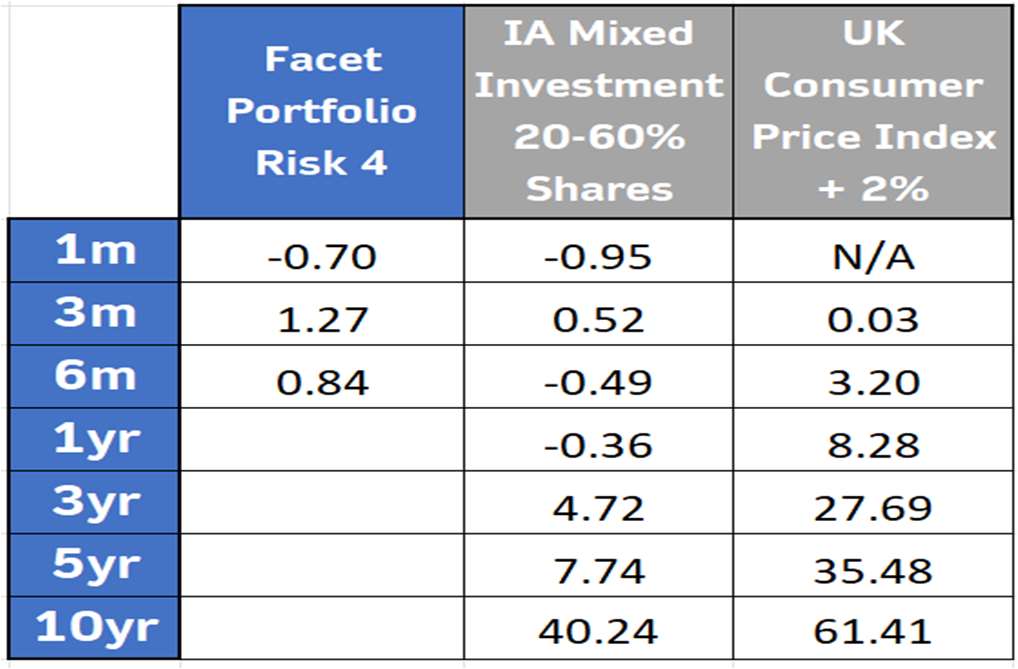 Facet
Portfolio
Risk 4
IA Mixed
Investment
20-60%
Shares
UK
Consumer
Price Index
+ 2%
1m -0.70 -0.95 N/A
3m 1.27 0.52 0.03
6m 0.84 -0.49 3.20
1yr -0.36 8.28
3yr 4.72 27.69
5yr 7.74 35.48
10yr 40.24 61.41